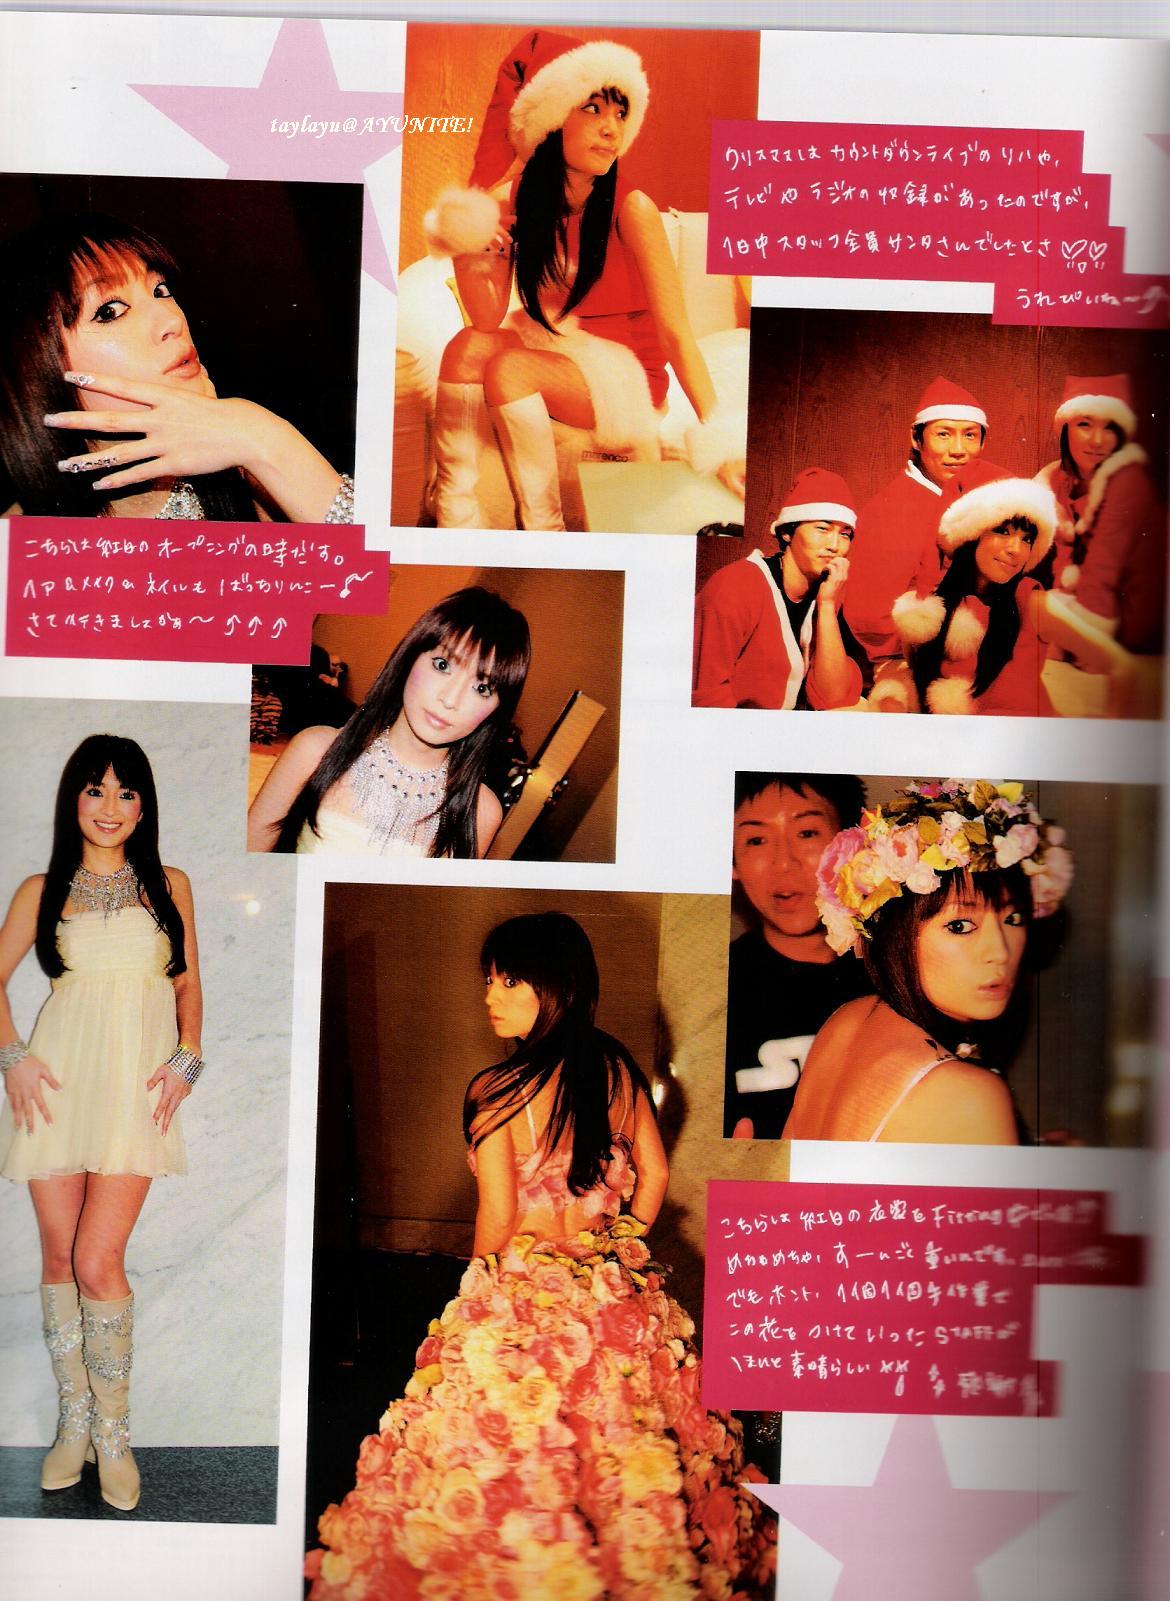 taylayu@AYUNITE!
クリスマスは カウントダウンライブの リハや、
テレビや ラジオの 収録が あったのですが、
1日中 スタッフ全員 サンタさんでしたとさ
うれぴいね〜
こちらは 紅白の オープニングの 時だす。
ヘア&メイク& ネイルも ばっちりんこー♪
さて 行きましょかぁ〜
marenco
こちらは 紅白の 衣装を Fitting
めちゃめちゃ、すーんごく 重いんです。
でも ホント、1個1個手作業で
この花を つけて いった STAFFが
ほんと 素晴らしい